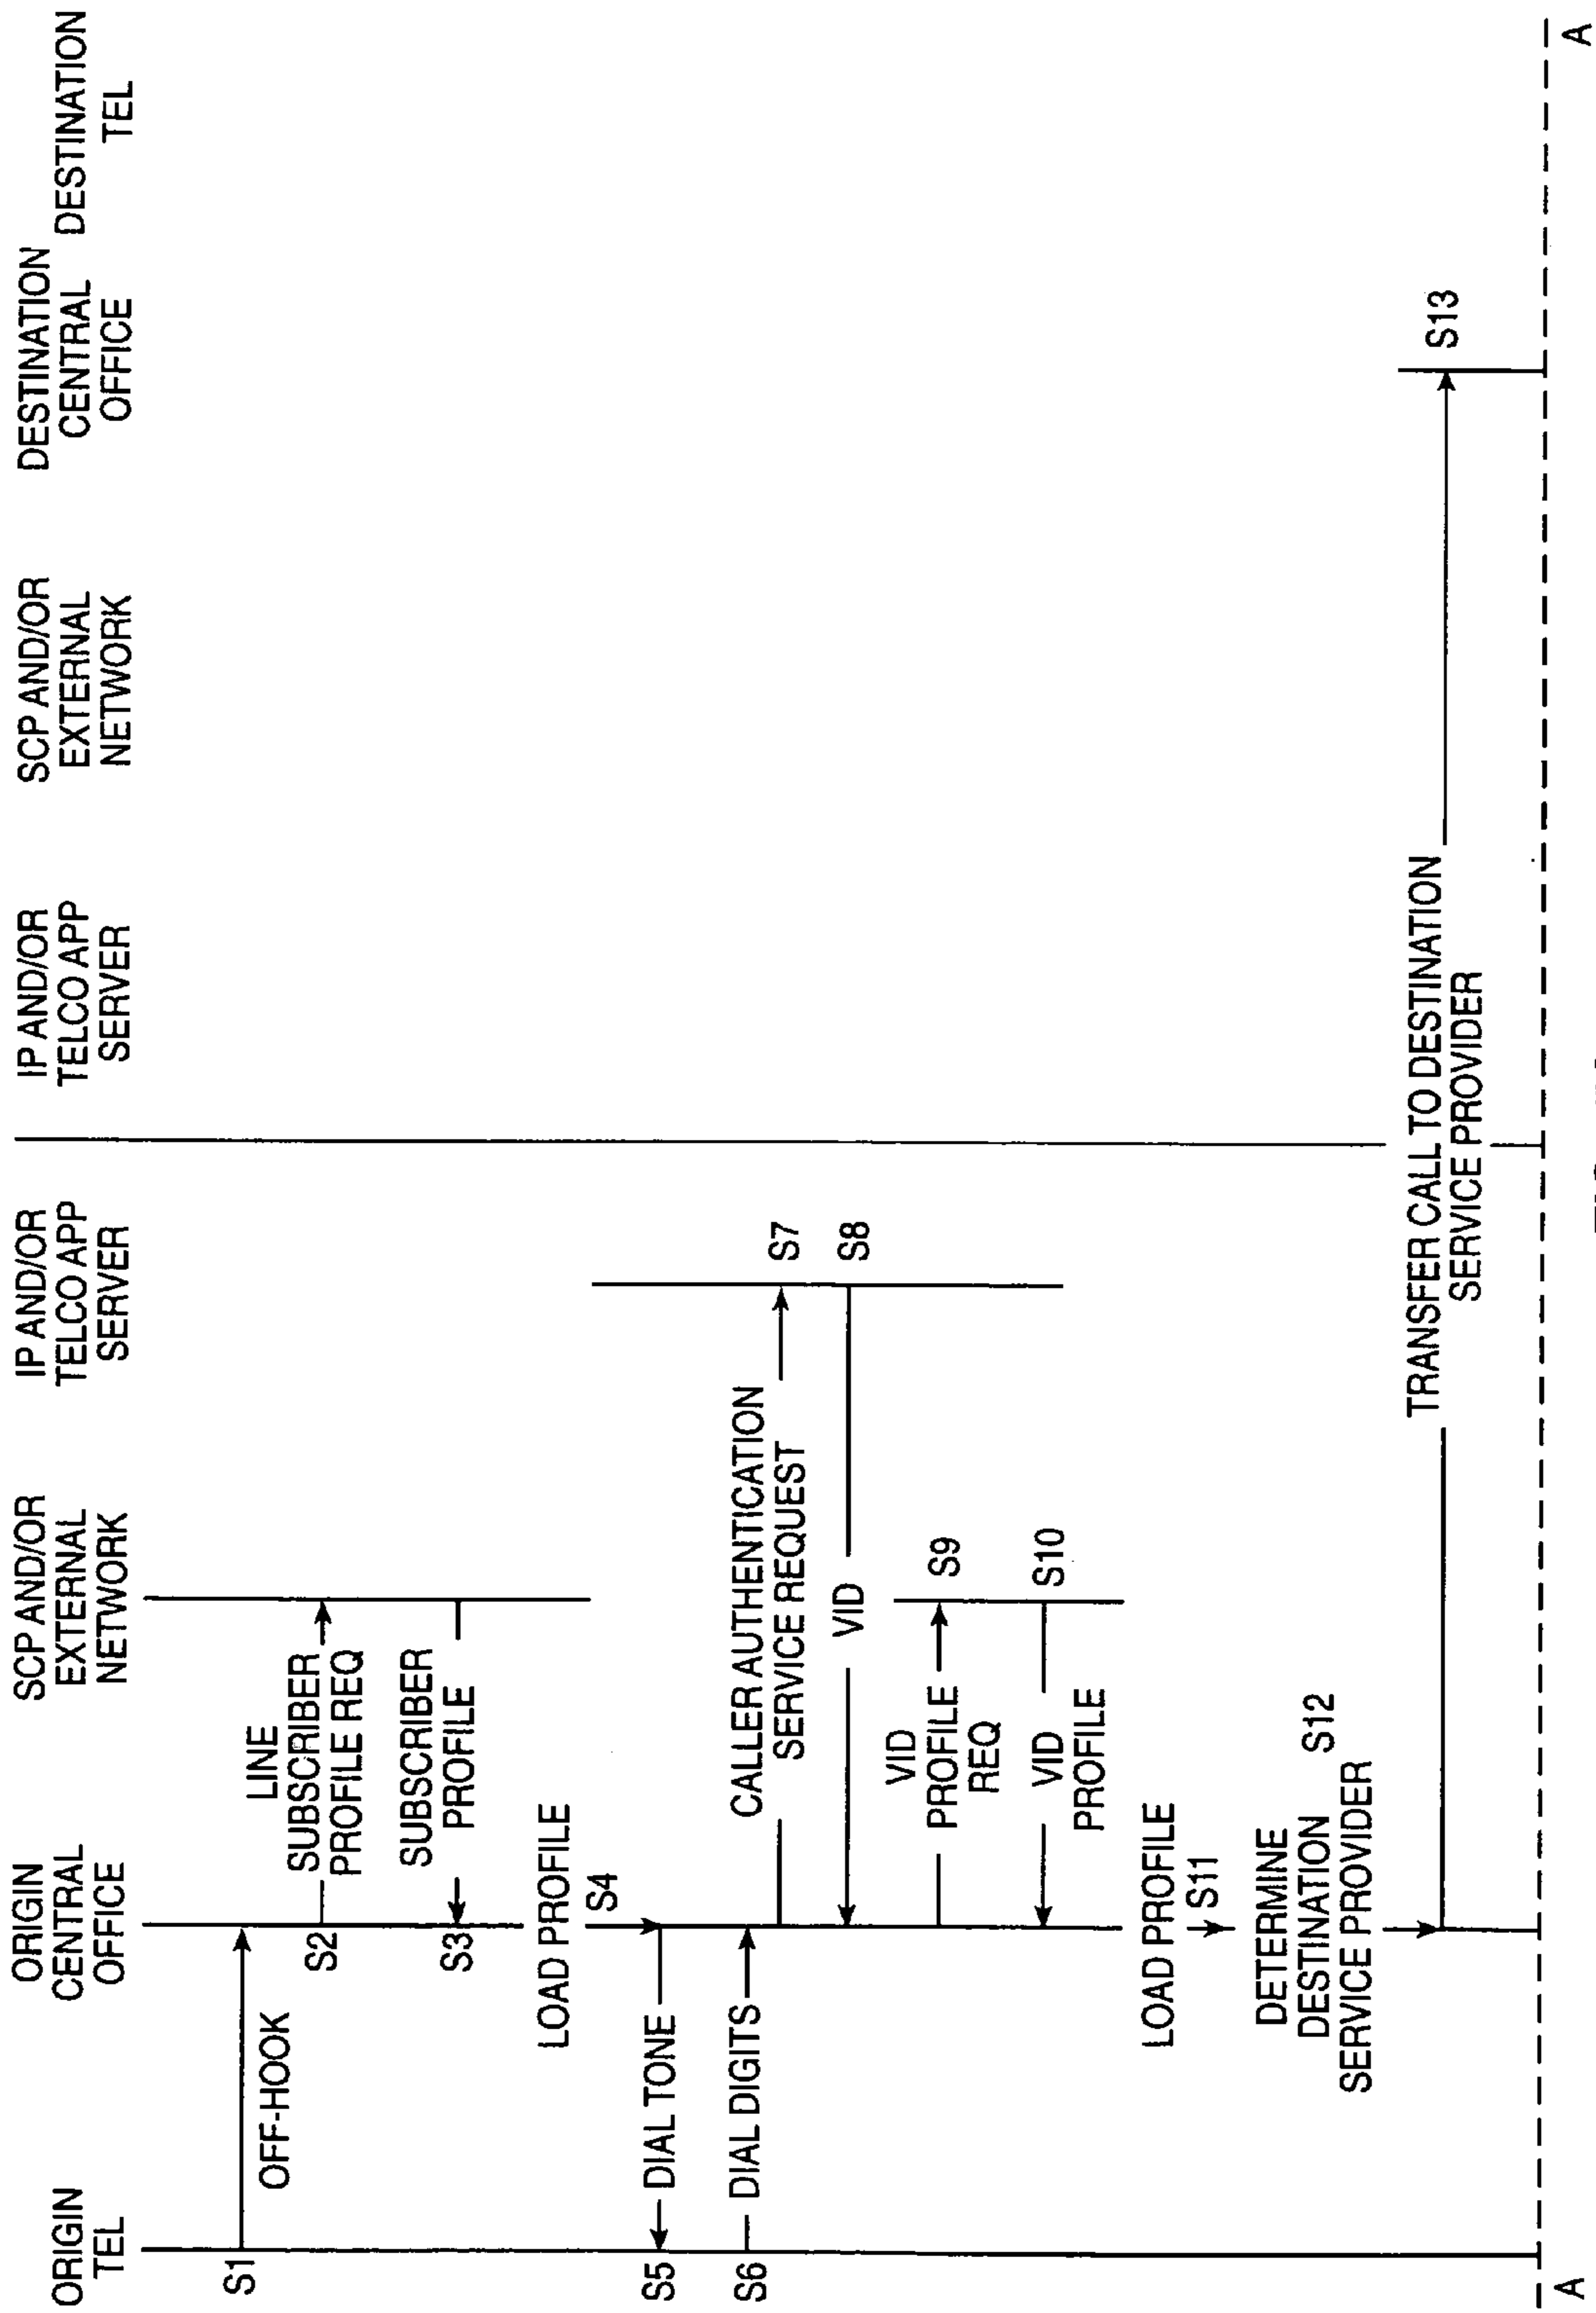 ORIGIN
TEL
ORIGIN
CENTRAL
OFFICE
SCP AND/OR
EXTERNAL
NETWORK
IP AND/OR
TELCO APP
SERVER
IP AND/OR
TELCO APP
SERVER
SCP AND/OR
EXTERNAL
NETWORK
DESTINATION
CENTRAL
OFFICE
DESTINATION
TEL
S1
OFF-HOOK
S2
LINE
SUBSCRIBER
PROFILE REQ
S3
SUBSCRIBER
PROFILE
LOAD PROFILE
S4
S5
DIAL TONE
S6
DIAL DIGITS
CALLER AUTHENTICATION
SERVICE REQUEST
S7
VID
S8
VID
PROFILE
REQ
S9
VID
PROFILE
S10
LOAD PROFILE
S11
DETERMINE
DESTINATION
SERVICE PROVIDER
S12
TRANSFER CALL TO DESTINATION
SERVICE PROVIDER
S13
A
A